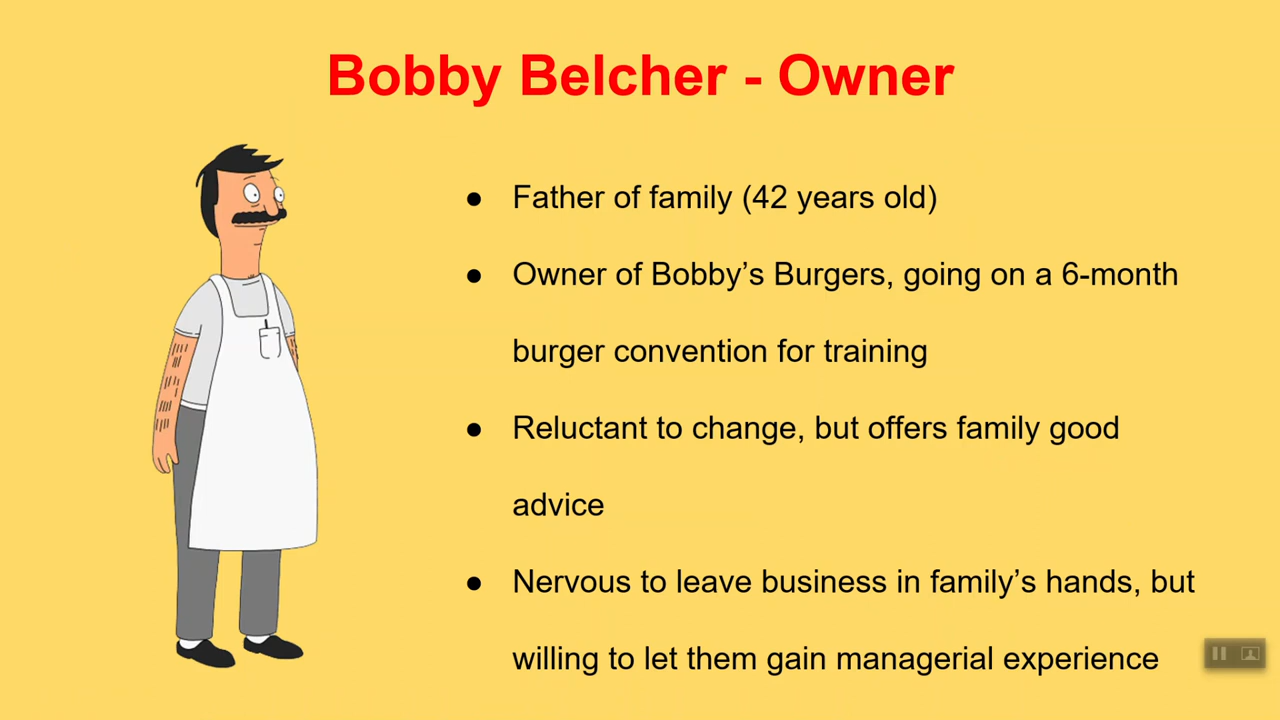 Bobby Belcher - Owner
● Father of family (42 years old)
● Owner of Bobby’s Burgers, going on a 6-month
burger convention for training
● Reluctant to change, but offers family good
advice
● Nervous to leave business in family’s hands, but
willing to let them gain managerial experience